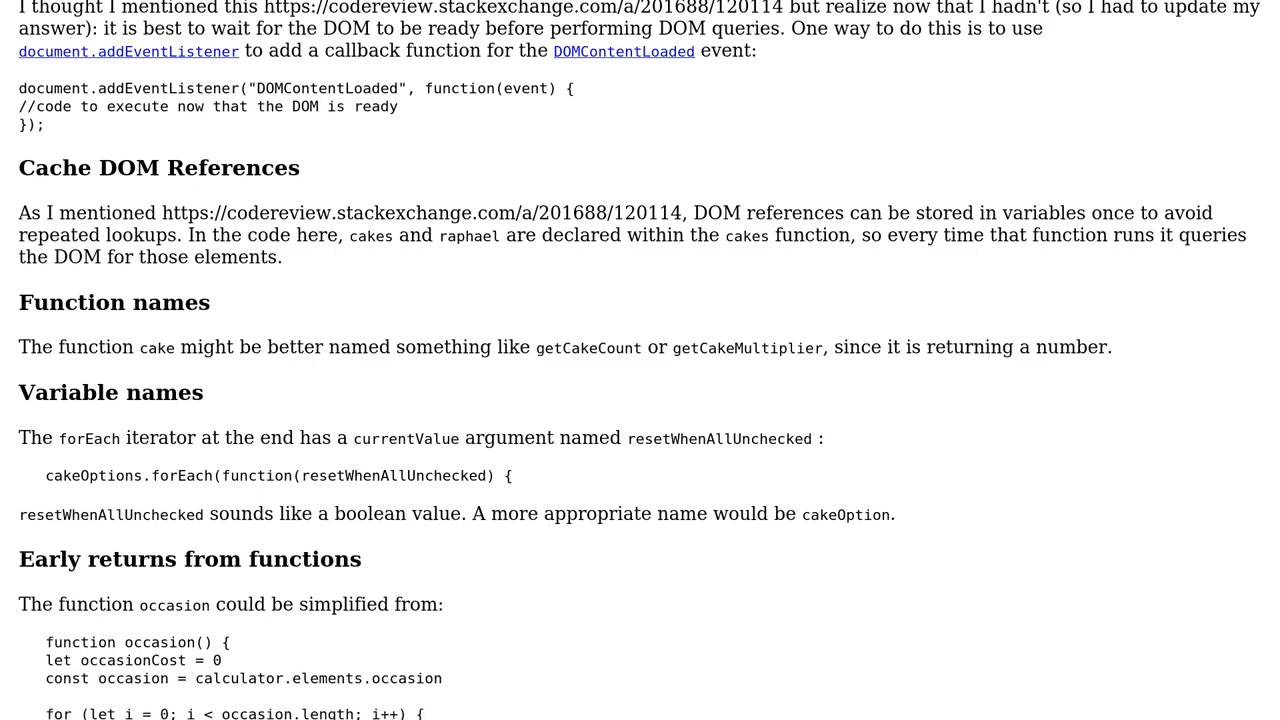 I thought I mentioned this https://codereview.stackexchange.com/a/201688/120114 but realize now that I hadn't (so I had to update my
answer): it is best to wait for the DOM to be ready before performing DOM queries. One way to do this is to use
document.addEventListener to add a callback function for the DOMContentLoaded event:
document.addEventListener("DOMContentLoaded", function(event) {
//code to execute now that the DOM is ready
});
Cache DOM References
As I mentioned https://codereview.stackexchange.com/a/201688/120114, DOM references can be stored in variables once to avoid
repeated lookups. In the code here, cakes and raphael are declared within the cakes function, so every time that function runs it queries
the DOM for those elements.
Function names
The function cake might be better named something like getCakeCount or getCakeMultiplier, since it is returning a number.
Variable names
The forEach iterator at the end has a currentValue argument named resetWhenAllUnchecked :
cakeOptions.forEach(function(resetWhenAllUnchecked) {
resetWhenAllUnchecked sounds like a boolean value. A more appropriate name would be cakeOption.
Early returns from functions
The function occasion could be simplified from:
function occasion() {
let occasionCost = 0
const occasion = calculator.elements.occasion
for (let i = 0; i < occasion.length; i++) {